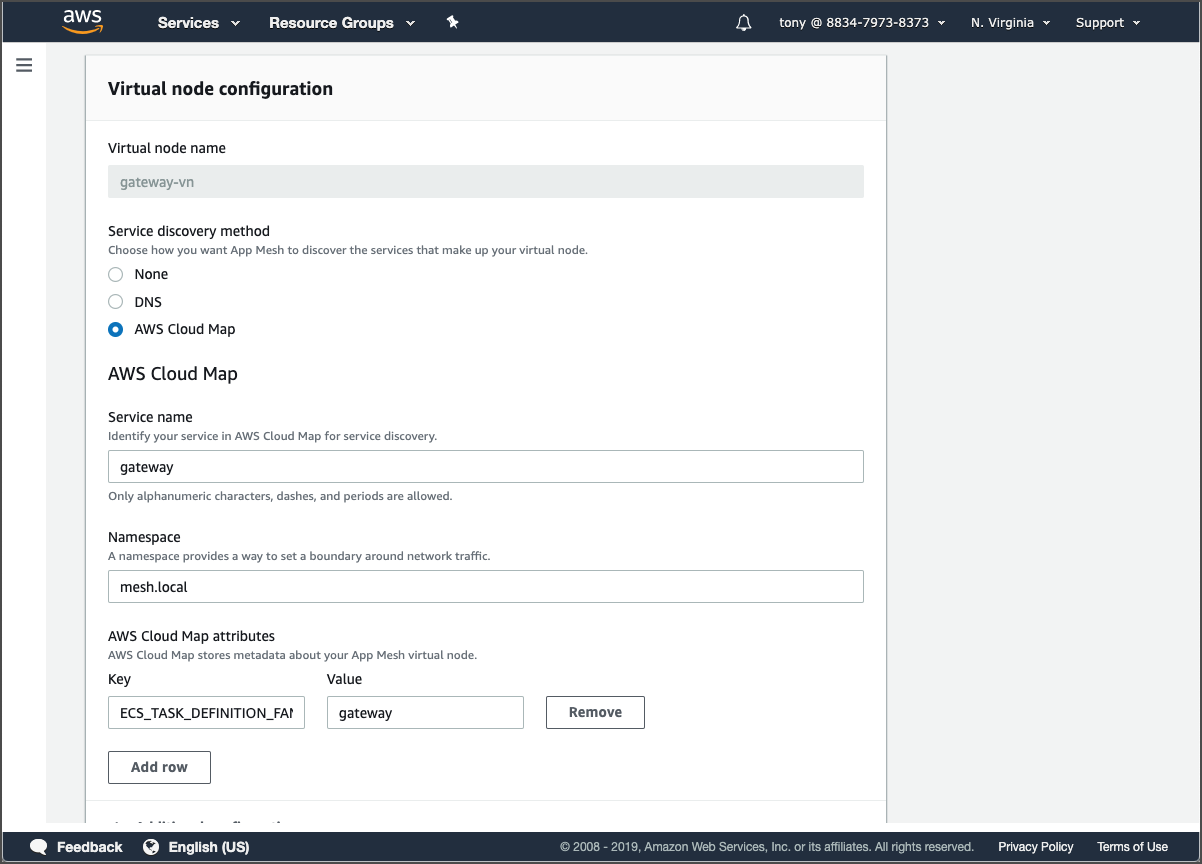 aws Services Resource Groups tony @ 8834-7973-8373 N. Virginia Support
Virtual node configuration
Virtual node name
gateway-vn
Service discovery method
Choose how you want App Mesh to discover the services that make up your virtual node.
None
DNS
AWS Cloud Map
AWS Cloud Map
Service name
Identify your service in AWS Cloud Map for service discovery.
gateway
Only alphanumeric characters, dashes, and periods are allowed.
Namespace
A namespace provides a way to set a boundary around network traffic.
mesh.local
AWS Cloud Map attributes
AWS Cloud Map stores metadata about your App Mesh virtual node.
Key Value
ECS_TASK_DEFINITION_FA gateway Remove
Add row
Feedback English (US) © 2008 - 2019, Amazon Web Services, Inc. or its affiliates. All rights reserved. Privacy Policy Terms of Use